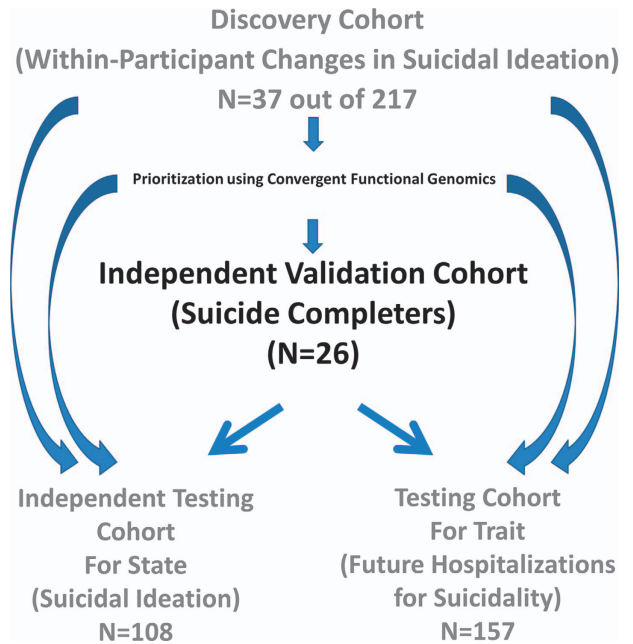 Discovery Cohort
(Within-Participant Changes in Suicidal Ideation)
N=37 out of 217
Prioritization using Convergent Functional Genomics
Independent Validation Cohort
(Suicide Completers)
(N=26)
Independent Testing
Cohort
For State
(Suicidal Ideation)
N=108
Testing Cohort
For Trait
(Future Hospitalizations
for Suicidality)
N=157